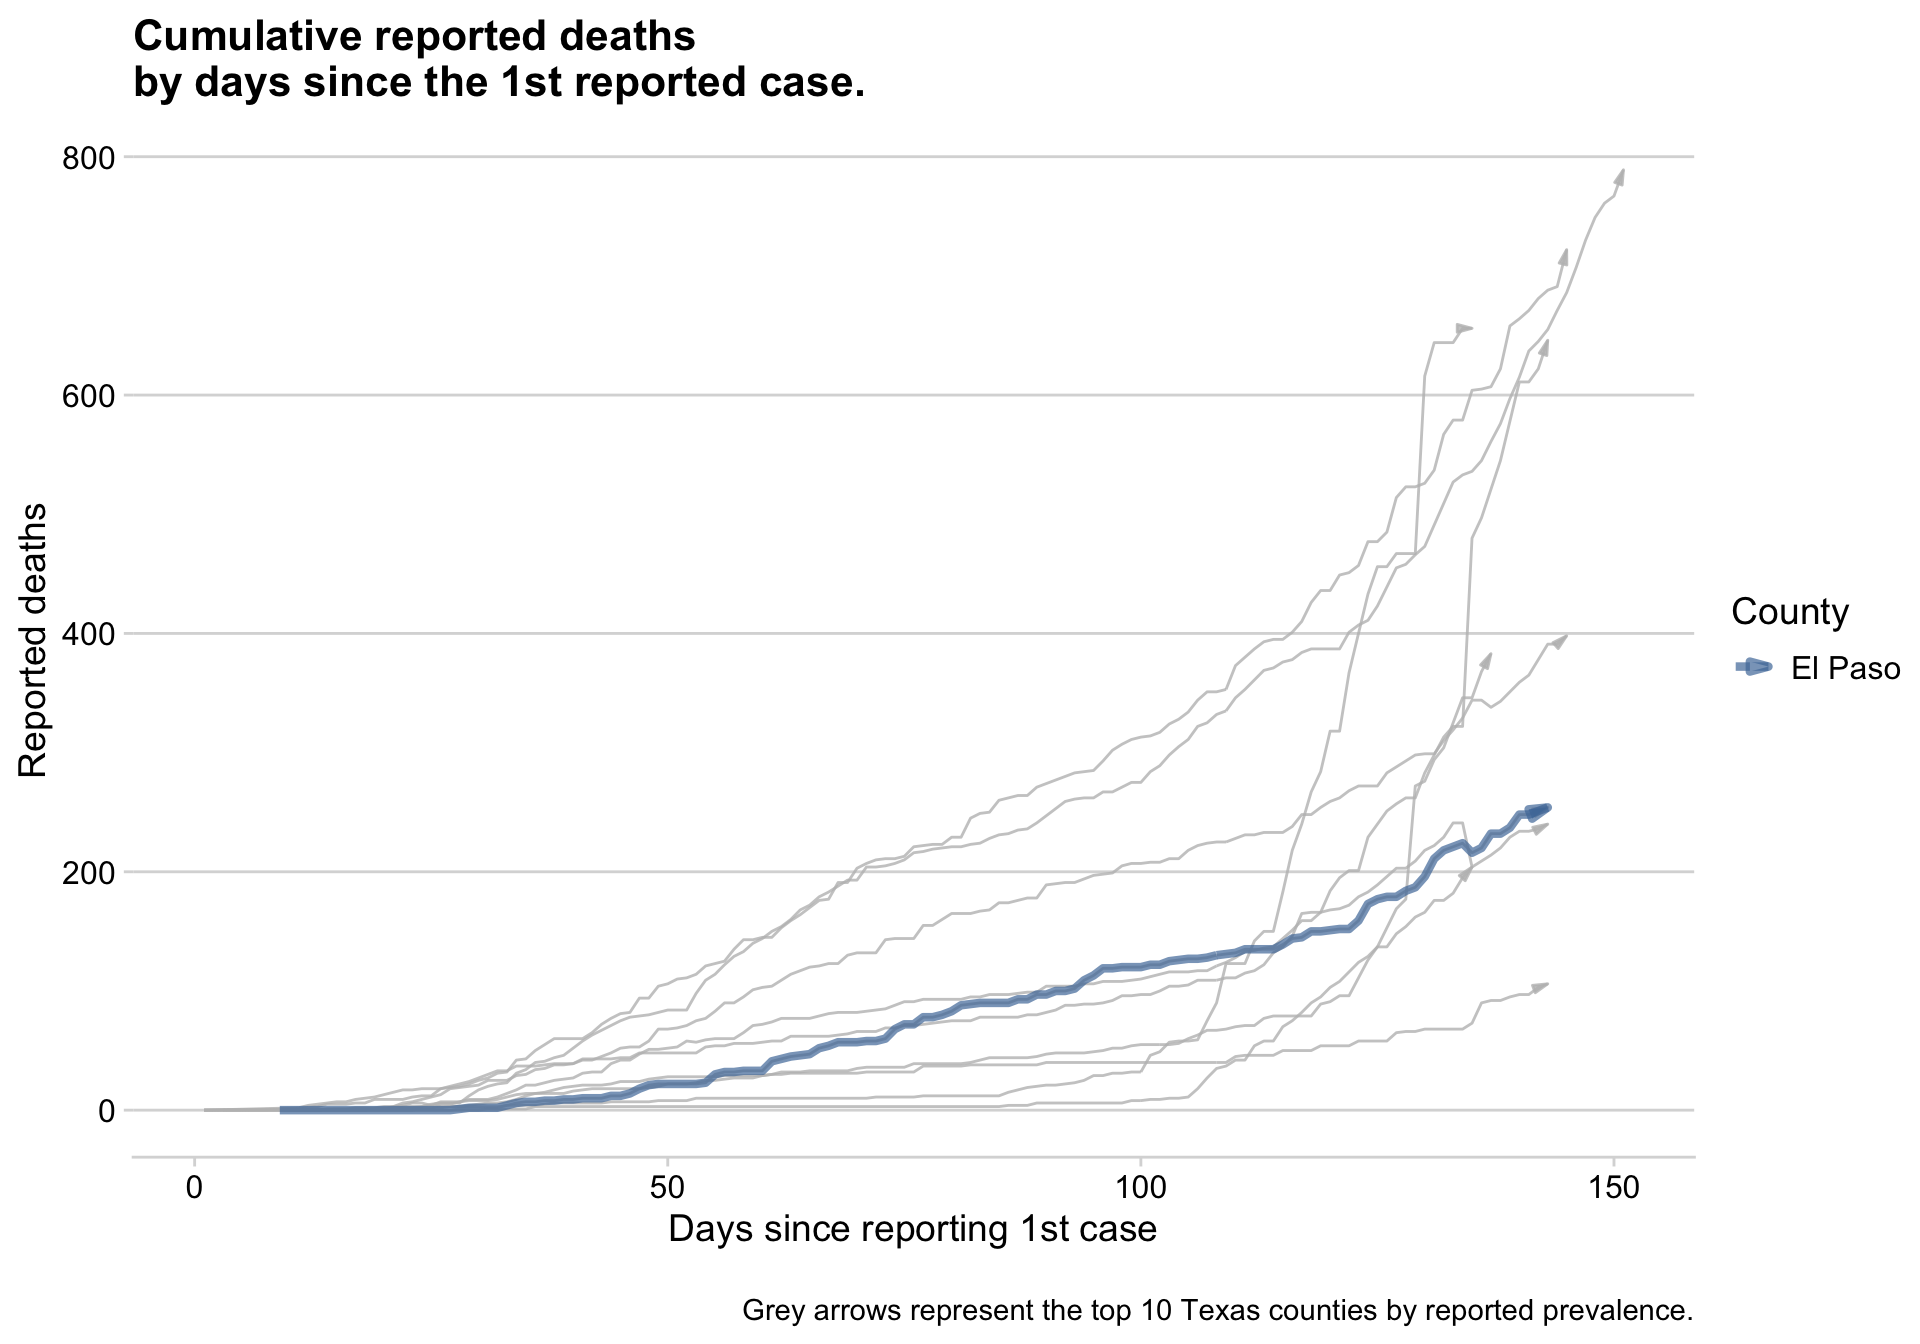 Cumulative reported deaths
by days since the 1st reported case.
800
600
400
200
0
Reported deaths
0 50 100 150
Days since reporting 1st case
County
El Paso
Grey arrows represent the top 10 Texas counties by reported prevalence.